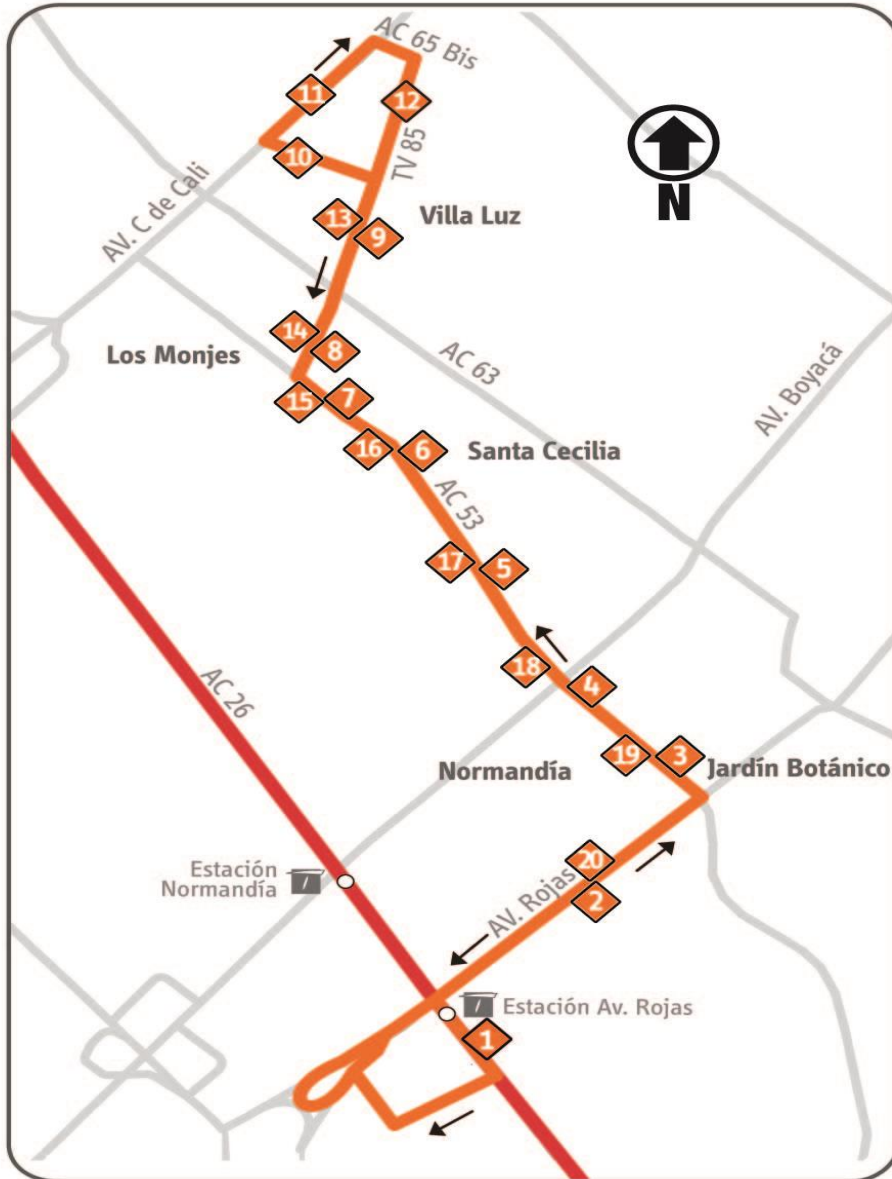 AC 65 Bis
11
12
10
TV 85
N
AV. C de Cali
13
9
Villa Luz
14
8
Los Monjes
AC 63
AV. Boyacá
15
7
16
6
Santa Cecilia
AC 53
17
5
18
4
AC 26
19
3
Normandía
Jardín Botánico
Estación
Normandía
20
2
AV. Rojas
Estación Av. Rojas
1